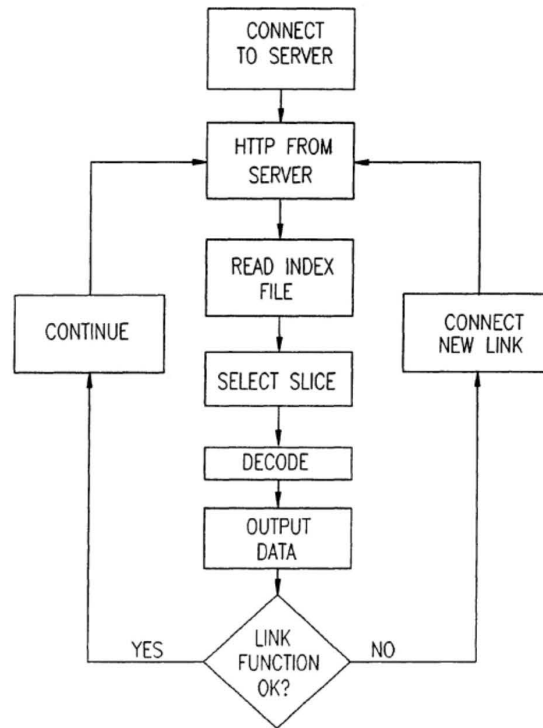 CONNECT
TO SERVER
HTTP FROM
SERVER
READ INDEX
FILE
CONTINUE
CONNECT
NEW LINK
SELECT SLICE
DECODE
OUTPUT
DATA
YES
LINK
FUNCTION
OK?
NO